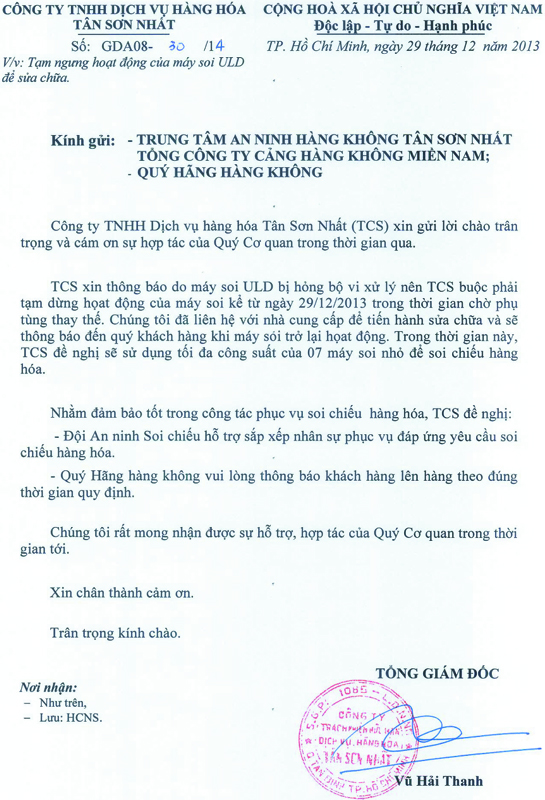 CÔNG TY TNHH DỊCH VỤ HÀNG HÓA
TÂN SƠN NHẤT
Số: GDA08- 30 /14
V/v: Tạm ngưng hoạt động của máy soi ULD
để sửa chữa.
CỘNG HOÀ XÃ HỘI CHỦ NGHĨA VIỆT NAM
Độc lập - Tự do - Hạnh phúc
TP. Hồ Chí Minh, ngày 29 tháng 12 năm 2013
Kính gửi: - TRUNG TÂM AN NINH HÀNG KHÔNG TÂN SƠN NHẤT
TỔNG CÔNG TY CẢNG HÀNG KHÔNG MIỀN NAM;
- QUÝ HÃNG HÀNG KHÔNG
Công ty TNHH Dịch vụ hàng hóa Tân Sơn Nhất (TCS) xin gửi lời chào trân
trọng và cám ơn sự hợp tác của Quý Cơ quan trong thời gian qua.
TCS xin thông báo do máy soi ULD bị hỏng bộ vi xử lý nên TCS buộc phải
tạm dừng họat động của máy soi kể từ ngày 29/12/2013 trong thời gian chờ phụ
tùng thay thế. Chúng tôi đã liên hệ với nhà cung cấp để tiến hành sửa chữa và sẽ
thông báo đến quý khách hàng khi máy sói trở lại họat động. Trong thời gian này,
TCS đề nghị sẽ sử dụng tối đa công suất của 07 máy soi nhỏ để soi chiếu hàng
hóa.
Nhằm đảm bảo tốt trong công tác phục vụ soi chiếu hàng hóa, TCS đề nghị:
- Đội An ninh Soi chiếu hỗ trợ sắp xếp nhân sự phục vụ đáp ứng yêu cầu soi
chiếu hàng hóa.
- Quý Hãng hàng không vui lòng thông báo khách hàng lên hàng theo đúng
thời gian quy định.
Chúng tôi rất mong nhận được sự hỗ trợ, hợp tác của Quý Cơ quan trong thời
gian tới.
Xin chân thành cảm ơn.
Trân trọng kính chào.
TỔNG GIÁM ĐỐC
Nơi nhận:
– Như trên,
– Lưu: HCNS.
CÔNG TY
TRÁCH NHIỆM HỮU HẠN
DỊCH VỤ HÀNG HÓA
TÂN SƠN NHẤT
Q. TÂN BÌNH TP. HỒ CHÍ MINH
Vũ Hải Thanh